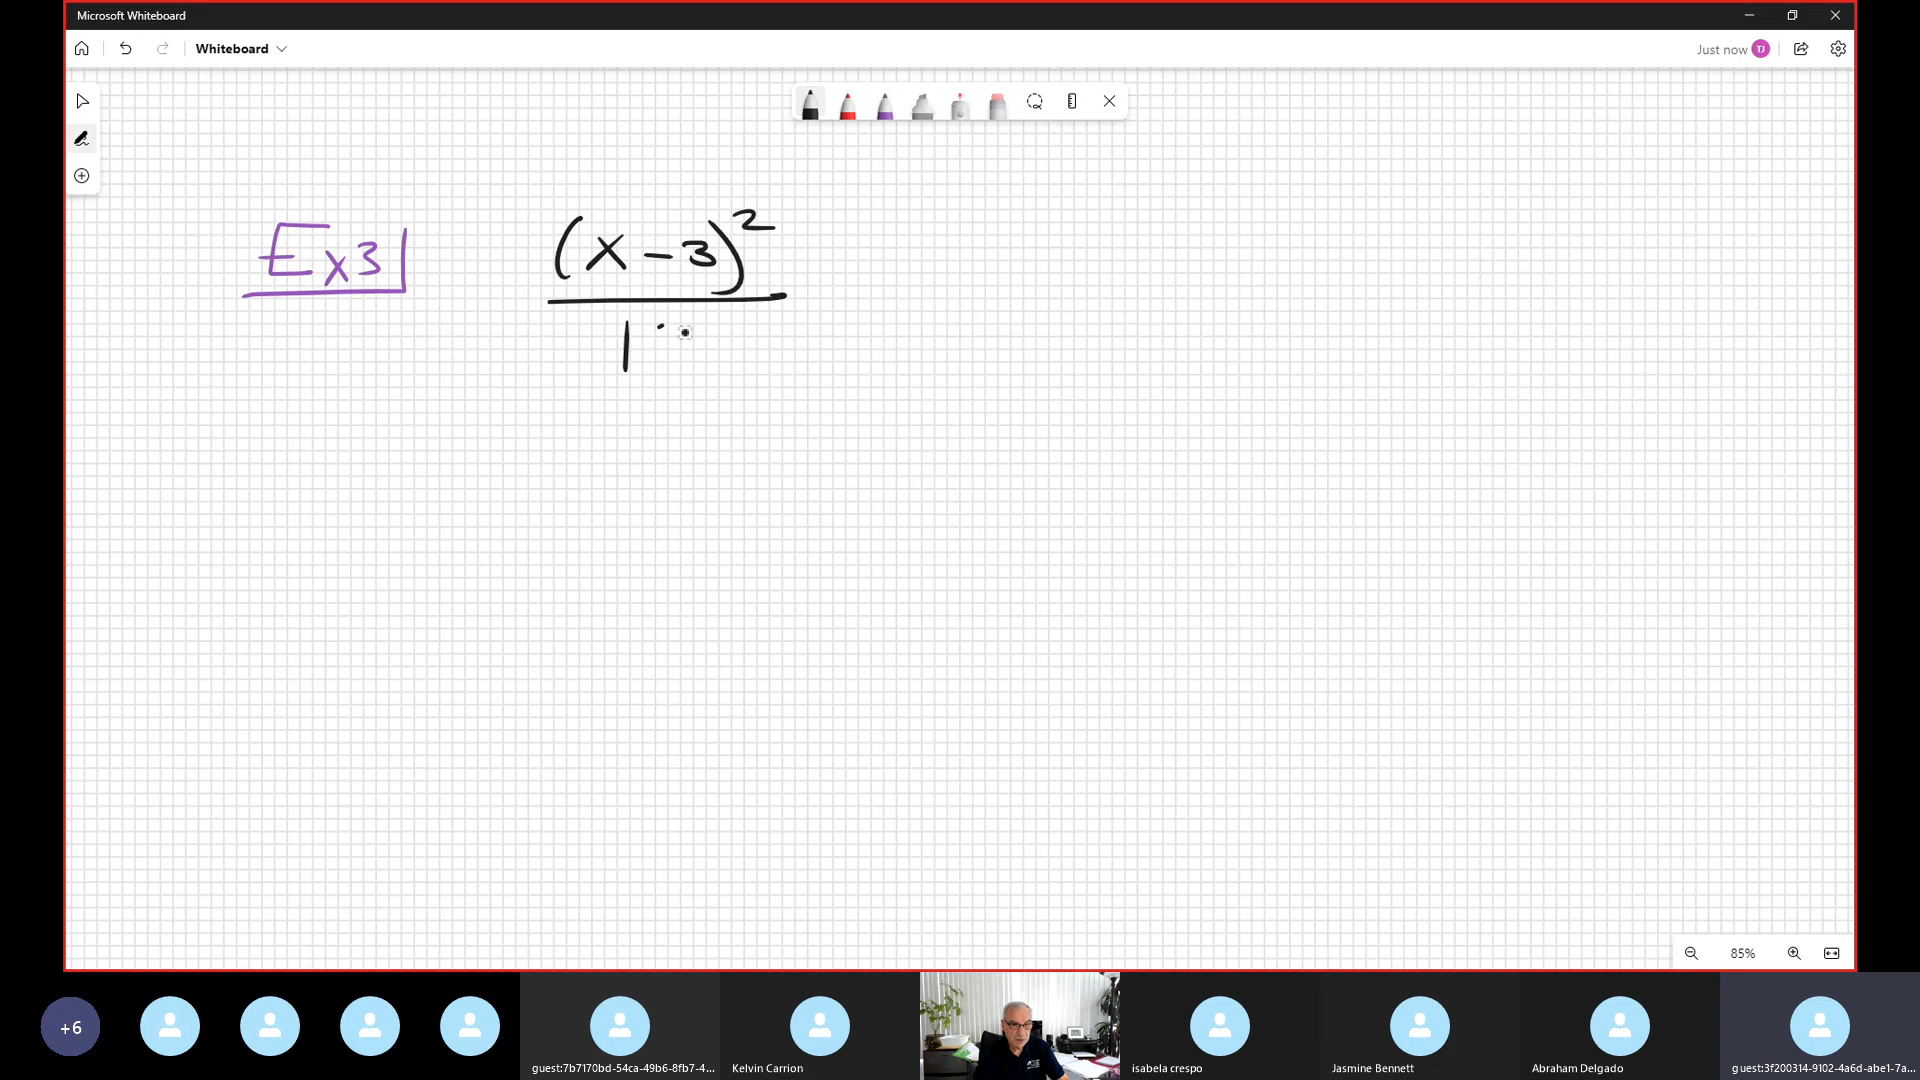 Microsoft Whiteboard
Whiteboard
Just now TJ
Ex3
(x-3)²
1
85%
+6
guest:7b7170bd-54ca-49b6-8fb7-4...
Kelvin Carrion
isabela crespo
Jasmine Bennett
Abraham Delgado
guest:3f200314-9102-4a6d-abe1-7a...